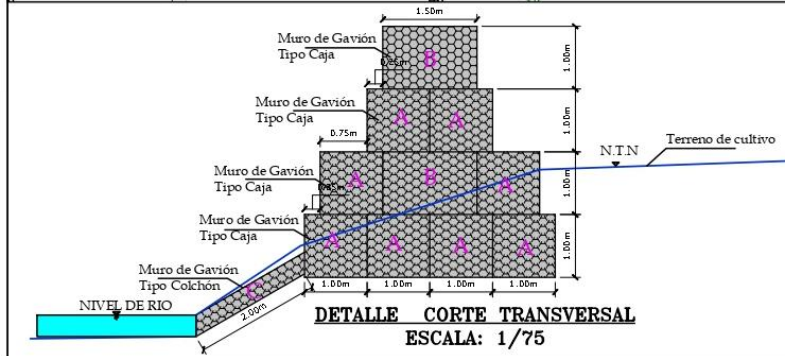 1.50m
Muro de Gavión
Tipo Caja
B
1.00m
0.25m
Muro de Gavión
Tipo Caja
A A
1.00m
0.75m
N.T.N
Terreno de cultivo
Muro de Gavión
Tipo Caja
A B A
1.00m
Muro de Gavión
Tipo Caja
A A A A
1.00m
Muro de Gavión
Tipo Colchón
C
NIVEL DE RIO
2.00m
1.00m 1.00m 1.00m 1.00m
DETALLE CORTE TRANSVERSAL
ESCALA: 1/75